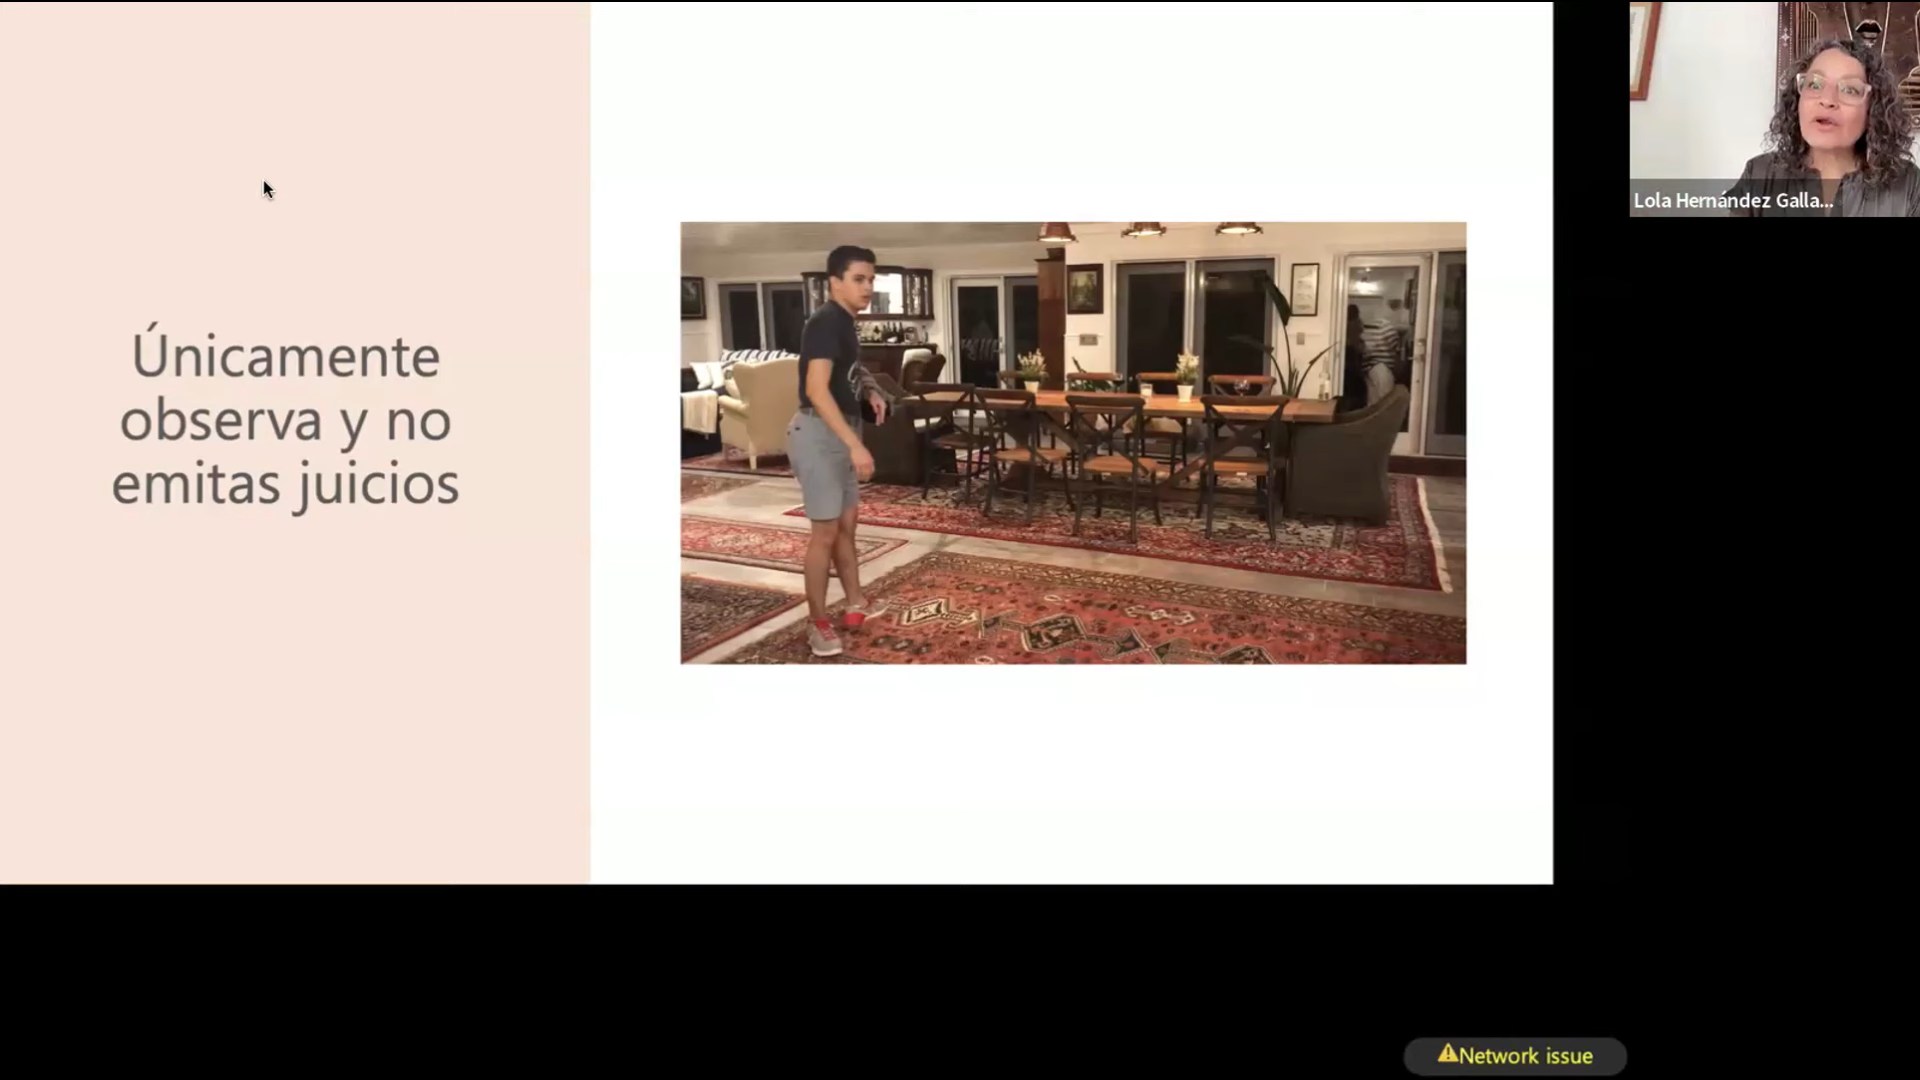 Únicamente
observa y no
emitas juicios
Lola Hernández Galla...
Network issue